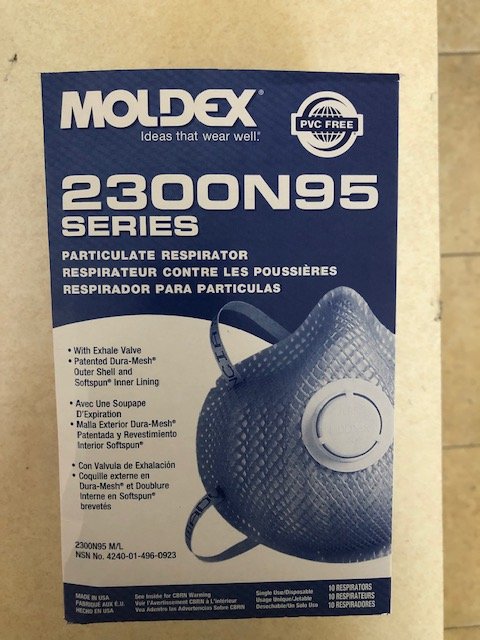 MOLDEX®
Ideas that wear well.®
PVC FREE
2300N95
SERIES
PARTICULATE RESPIRATOR
RESPIRATEUR CONTRE LES POUSSIÈRES
RESPIRADOR PARA PARTICULAS
• With Exhale Valve
• Patented Dura-Mesh®
Outer Shell and
Softspun® Inner Lining
• Avec Une Soupape
D'Expiration
• Malla Exterior Dura-Mesh®
Patentada y Revestimiento
Interior Softspun®
• Con Valvula de Exhalación
• Coquille externe en
Dura-Mesh® et Doublure
Interne en Softspun®
brevetés
2300N95 M/L
NSN No. 4240-01-496-0923
MADE IN USA
FABRIQUÉ AUX É.U.
HECHO EN USA
See Inside for CBRN Warning
Voir l'Avertissement CBRN à L'intérieur
Vea Adentro las Advertencias Sobre CBRN
Single Use/Disposable
Usage Unique/Jetable
Desechable/Un Solo Uso
10 RESPIRATORS
10 RESPIRATEURS
10 RESPIRADORES